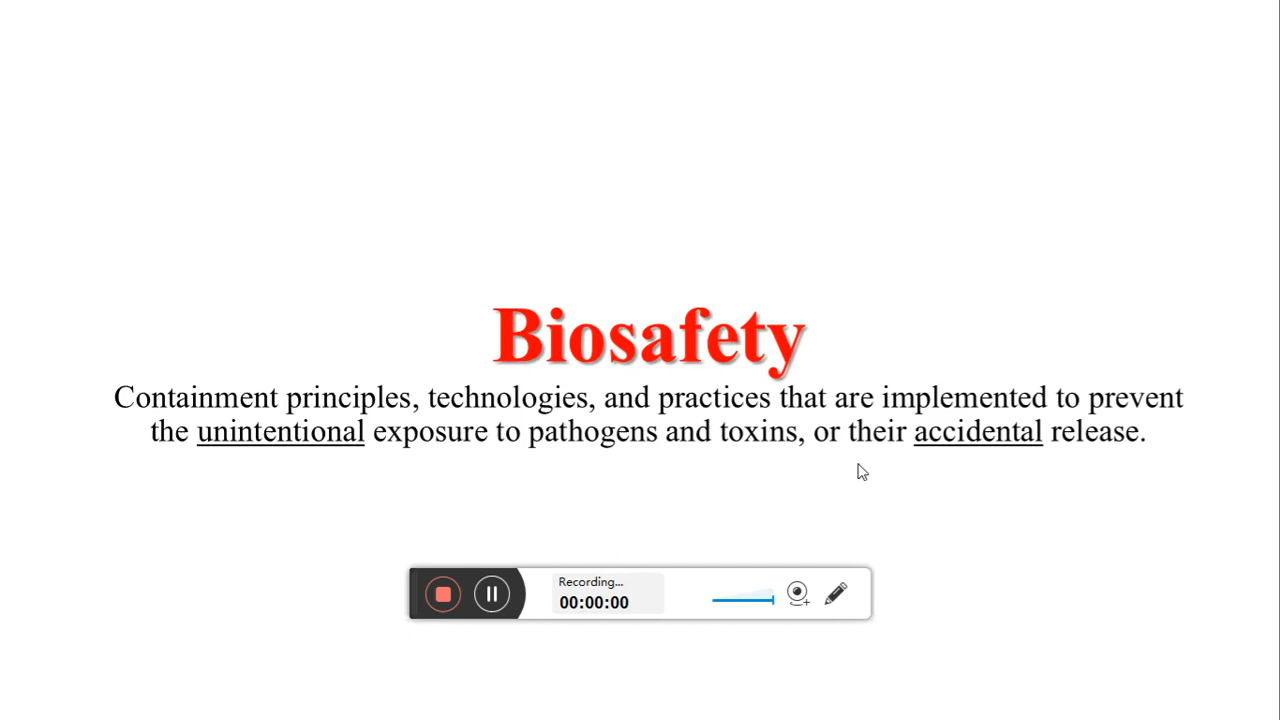 Biosafety
Containment principles, technologies, and practices that are implemented to prevent
the unintentional exposure to pathogens and toxins, or their accidental release.
Recording...
00:00:00